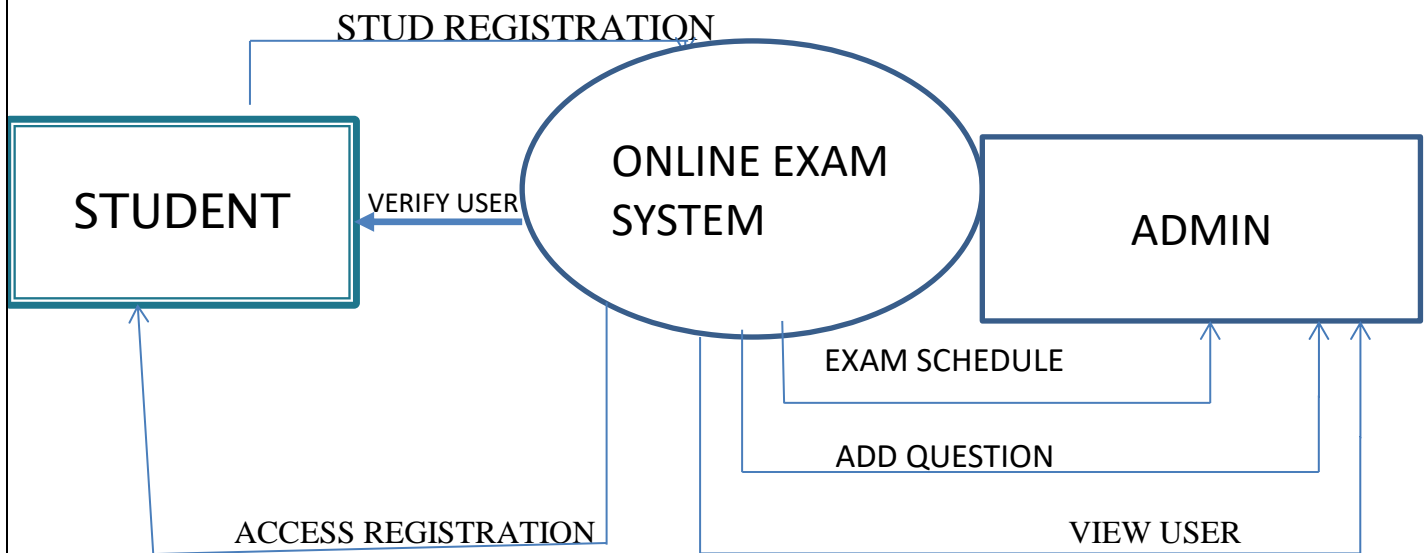 STUD REGISTRATION
STUDENT
VERIFY USER
ONLINE EXAM
SYSTEM
ADMIN
EXAM SCHEDULE
ADD QUESTION
ACCESS REGISTRATION
VIEW USER